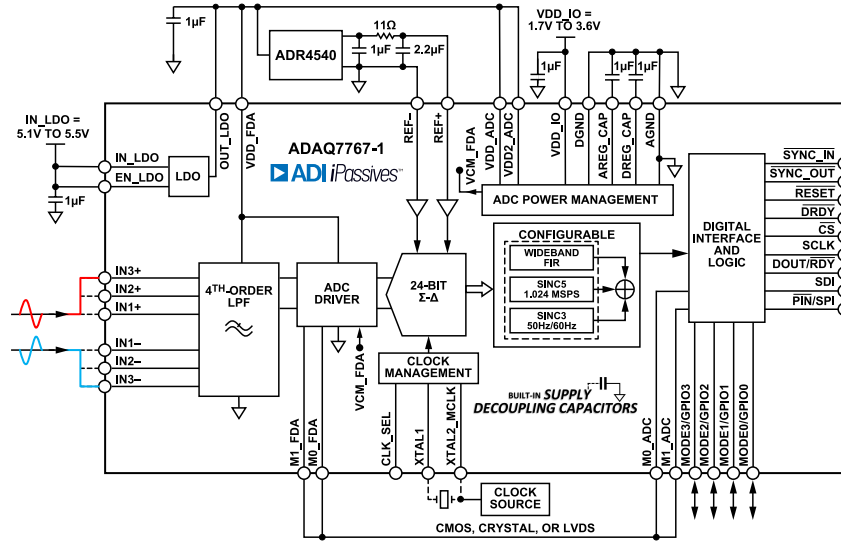 1µF
11Ω
ADR4540
1µF
2.2µF
VDD_IO =
1.7V TO 3.6V
1µF
1µF
1µF
IN_LDO =
5.1V TO 5.5V
IN_LDO
EN_LDO
LDO
1µF
OUT_LDO
VDD_FDA
ADAQ7767-1
ADI iPassives™
REF–
REF+
VCM_FDA
VDD_ADC
VDD2_ADC
VDD_IO
DGND
AREG_CAP
DREG_CAP
AGND
ADC POWER MANAGEMENT
IN3+
IN2+
IN1+
IN1–
IN2–
IN3–
4TH-ORDER
LPF
ADC
DRIVER
24-BIT
Σ-Δ
VCM_FDA
CLOCK
MANAGEMENT
CONFIGURABLE
WIDEBAND
FIR
SINC5
1.024 MSPS
SINC3
50Hz/60Hz
DIGITAL
INTERFACE
AND
LOGIC
SYNC_IN
SYNC_OUT
RESET
DRDY
CS
SCLK
DOUT/RDY
SDI
PIN/SPI
BUILT-IN SUPPLY
DECOUPLING CAPACITORS
M1_FDA
M0_FDA
CLK_SEL
XTAL1
XTAL2_MCLK
M0_ADC
M1_ADC
MODE3/GPIO3
MODE2/GPIO2
MODE1/GPIO1
MODE0/GPIO0
CLOCK
SOURCE
CMOS, CRYSTAL, OR LVDS